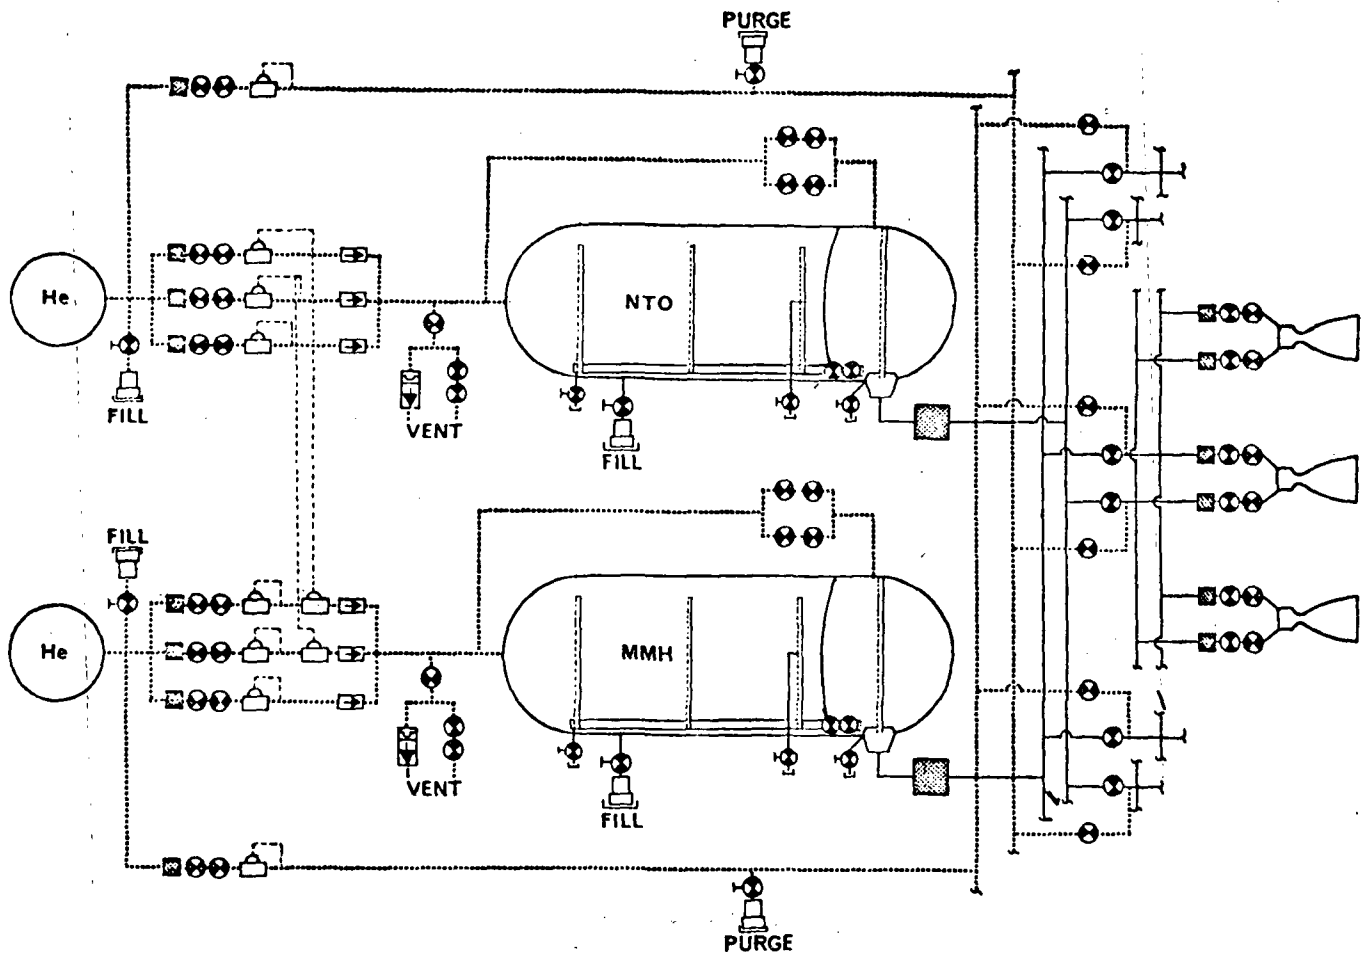 PURGE
He
NTO
FILL
VENT
FILL
FILL
He
MMH
VENT
FILL
PURGE